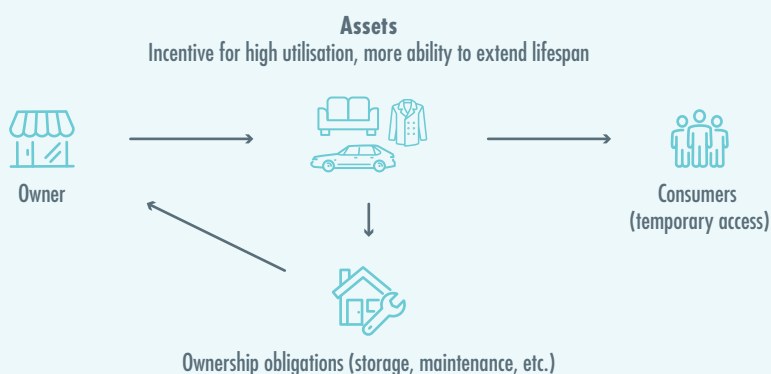 Assets
Incentive for high utilisation, more ability to extend lifespan
Owner
Consumers
(temporary access)
Ownership obligations (storage, maintenance, etc.)